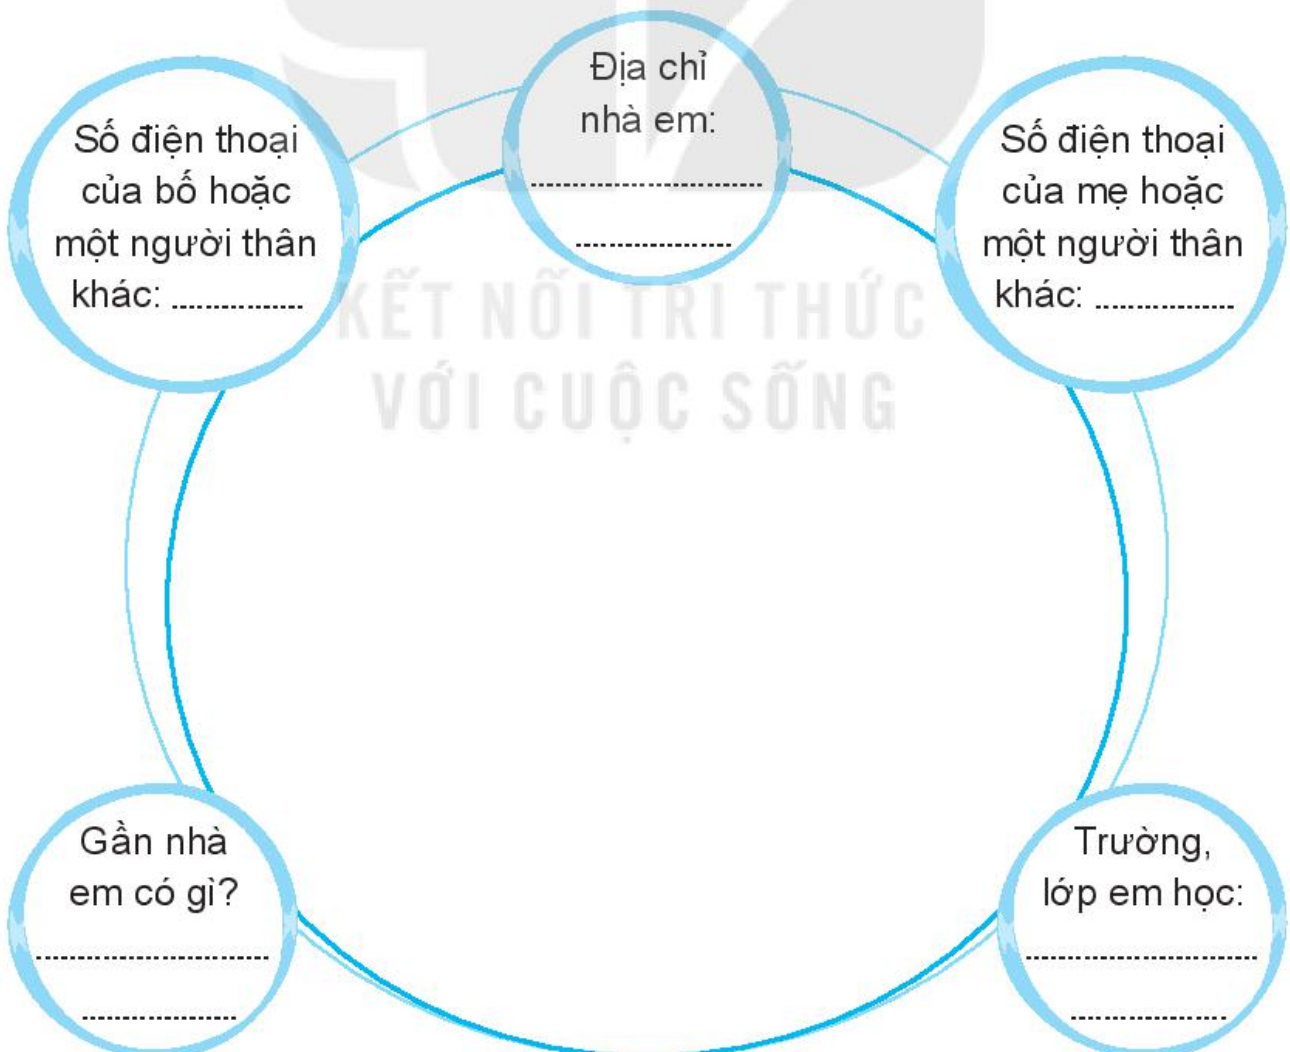 Địa chỉ
nhà em:
............................
...................
Số điện thoại
của bố hoặc
một người thân
khác: ................
Số điện thoại
của mẹ hoặc
một người thân
khác: .................
KẾT NỐI TRI THỨC
VỚI CUỘC SỐNG
Gần nhà
em có gì?
............................
...................
Trường,
lớp em học:
............................
...................